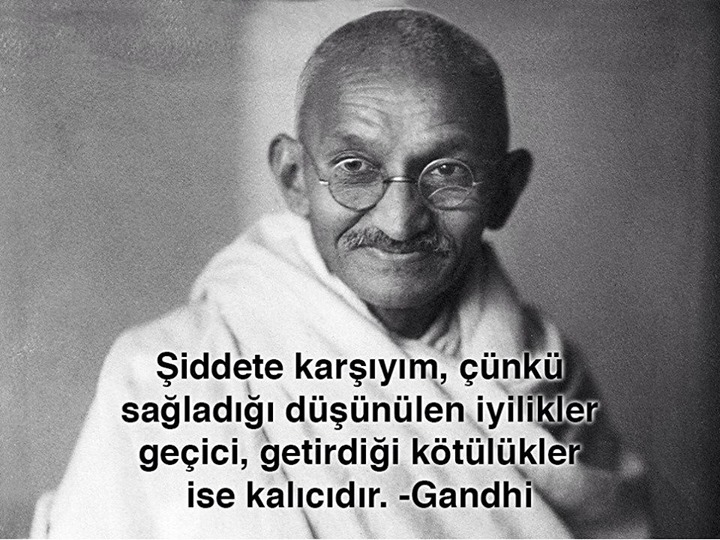 Şiddete karşıyım, çünkü
sağladığı düşünülen iyilikler
geçici, getirdiği kötülükler
ise kalıcıdır. -Gandhi